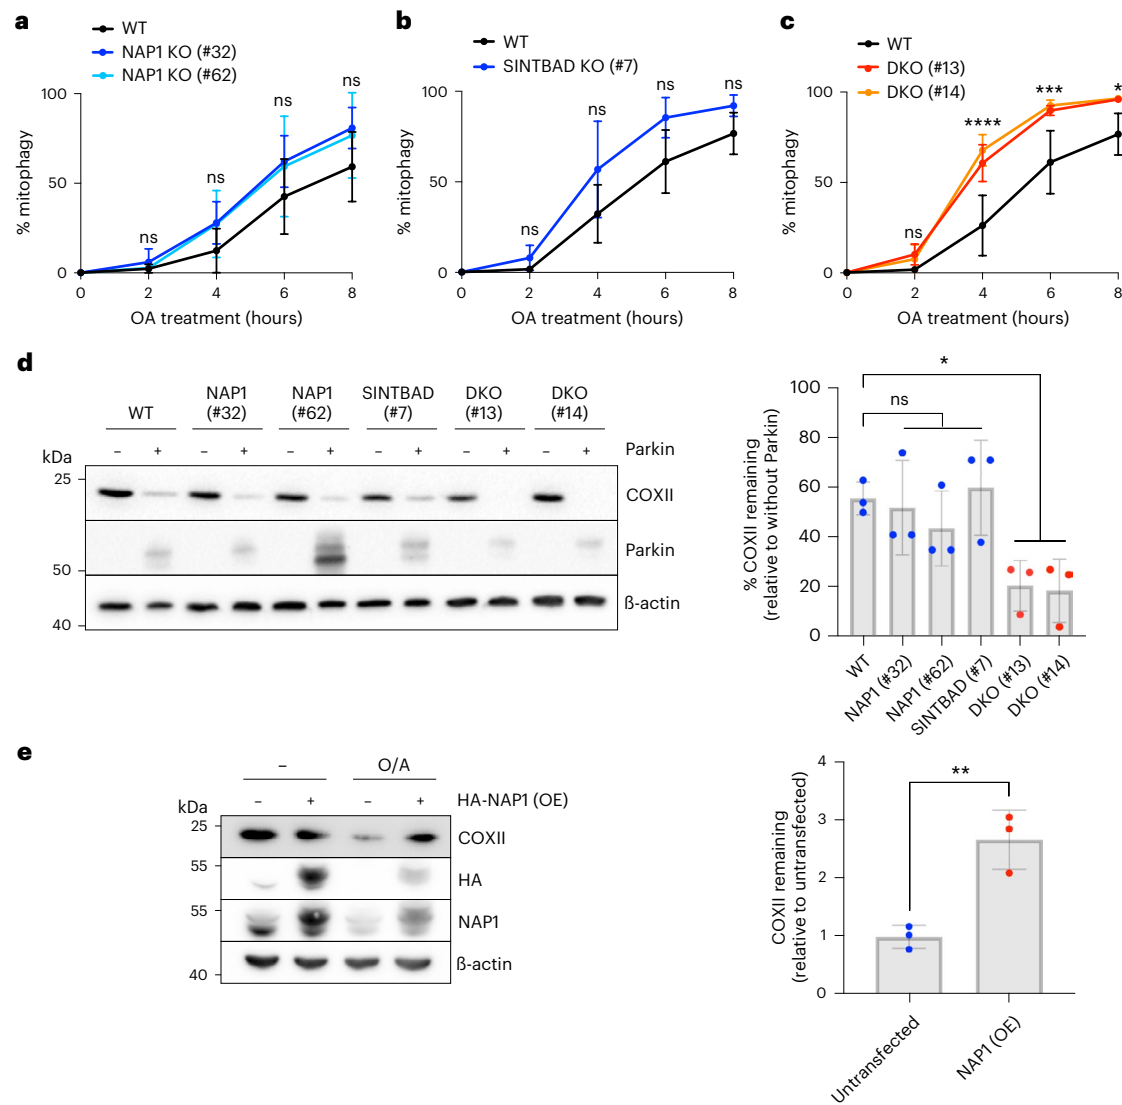 a
WT
NAP1 KO (#32)
NAP1 KO (#62)
100
50
0
% mitophagy
ns
ns
ns
ns
0 2 4 6 8
OA treatment (hours)
b
WT
SINTBAD KO (#7)
100
50
0
% mitophagy
ns
ns
ns
ns
0 2 4 6 8
OA treatment (hours)
c
WT
DKO (#13)
DKO (#14)
100
50
0
% mitophagy
ns
****
***
*
0 2 4 6 8
OA treatment (hours)
d
WT NAP1 (#32) NAP1 (#62) SINTBAD (#7) DKO (#13) DKO (#14)
– + – + – + – + – + – + Parkin
kDa
25 COXII
Parkin
50
ß-actin
40
% COXII remaining
(relative to without Parkin)
100
80
60
40
20
0
*
ns
WT
NAP1 (#32)
NAP1 (#62)
SINTBAD (#7)
DKO (#13)
DKO (#14)
e
– O/A
– + – + HA-NAP1 (OE)
kDa
25 COXII
55 HA
55 NAP1
ß-actin
40
COXII remaining
(relative to untransfected)
4
3
2
1
0
**
Untransfected
NAP1 (OE)